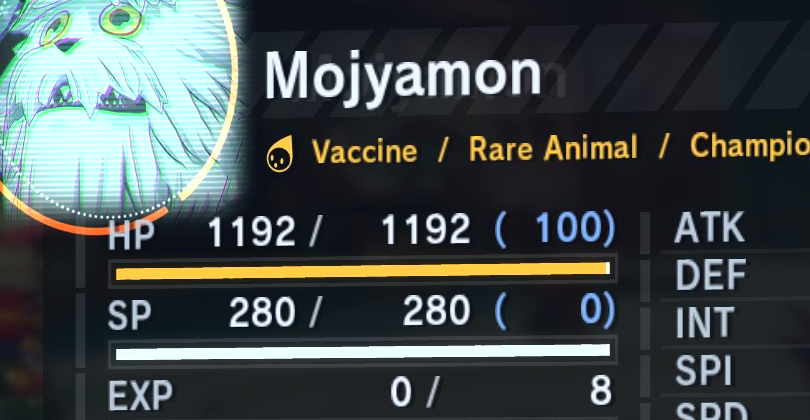 Mojyamon
Vaccine / Rare Animal / Champio
HP 1192 / 1192 ( 100)
SP 280 / 280 ( 0)
EXP 0 / 8
ATK
DEF
INT
SPI
SPD